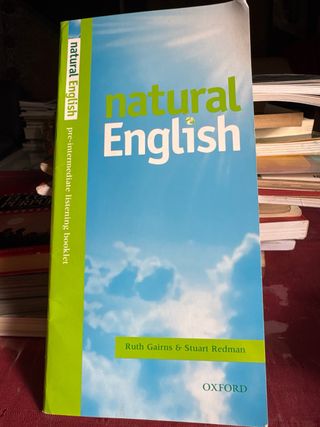 natural English
pre-intermediate listening booklet
natural
English
Ruth Gairns & Stuart Redman
OXFORD